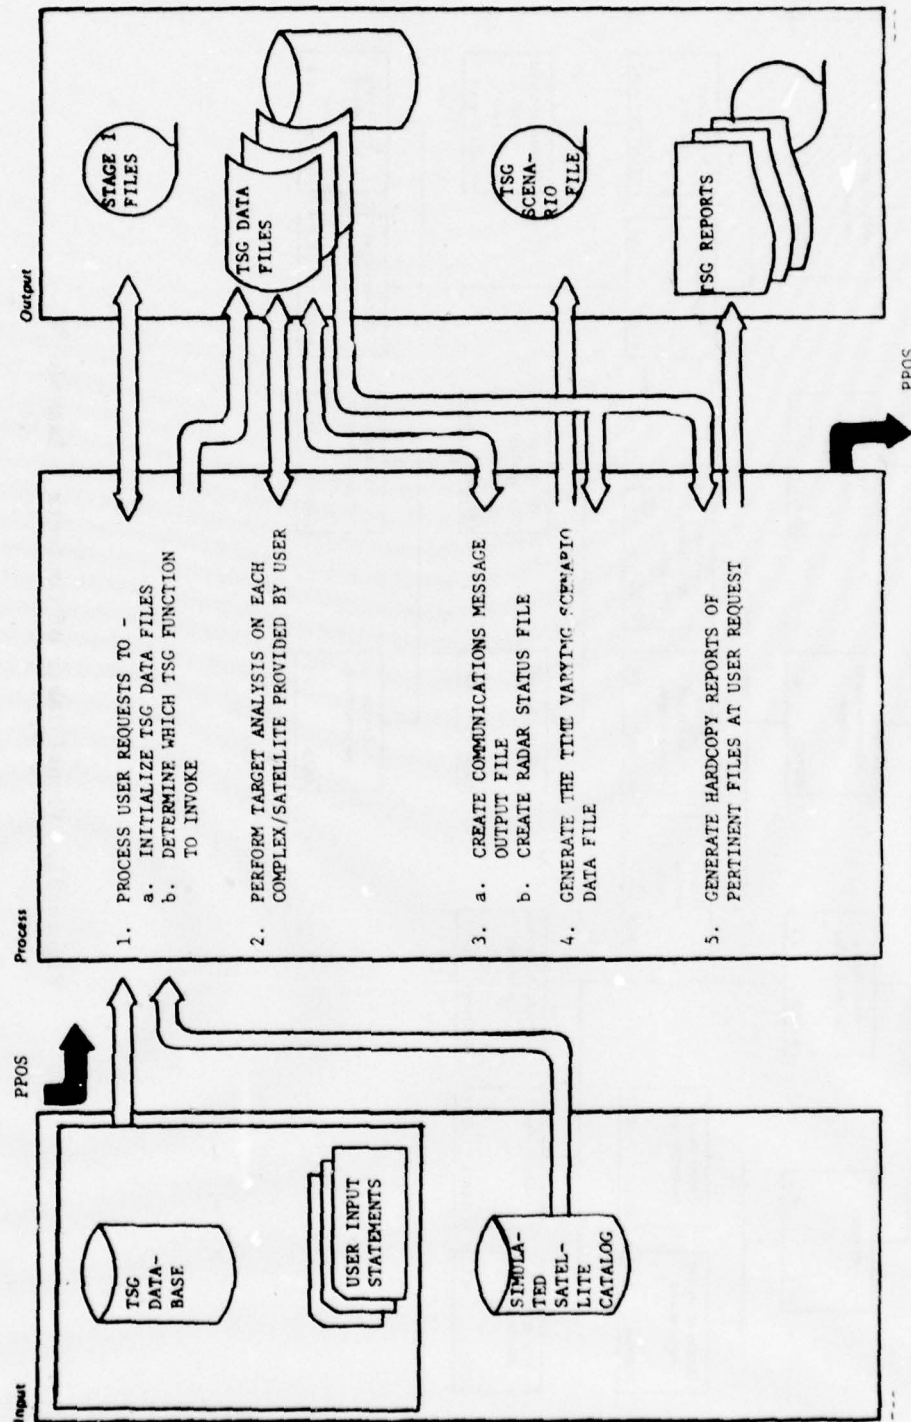 Input
TSG
DATA-
BASE
USER INPUT
STATEMENTS
SIMULA-
TED
SATEL-
LITE
CATALOG
PPOS
Process
1. PROCESS USER REQUESTS TO -
a. INITIALIZE TSG DATA FILES
b. DETERMINE WHICH TSG FUNCTION
TO INVOKE
2. PERFORM TARGET ANALYSIS ON EACH
COMPLEX/SATELLITE PROVIDED BY USER
3. a. CREATE COMMUNICATIONS MESSAGE
OUTPUT FILE
b. CREATE RADAR STATUS FILE
4. GENERATE THE TIME VARYING SCENARIO
DATA FILE
5. GENERATE HARDCOPY REPORTS OF
PERTINENT FILES AT USER REQUEST
Output
STAGE I
FILES
TSG DATA
FILES
TSG
SCENA-
RIO
FILE
TSG REPORTS
PPOS